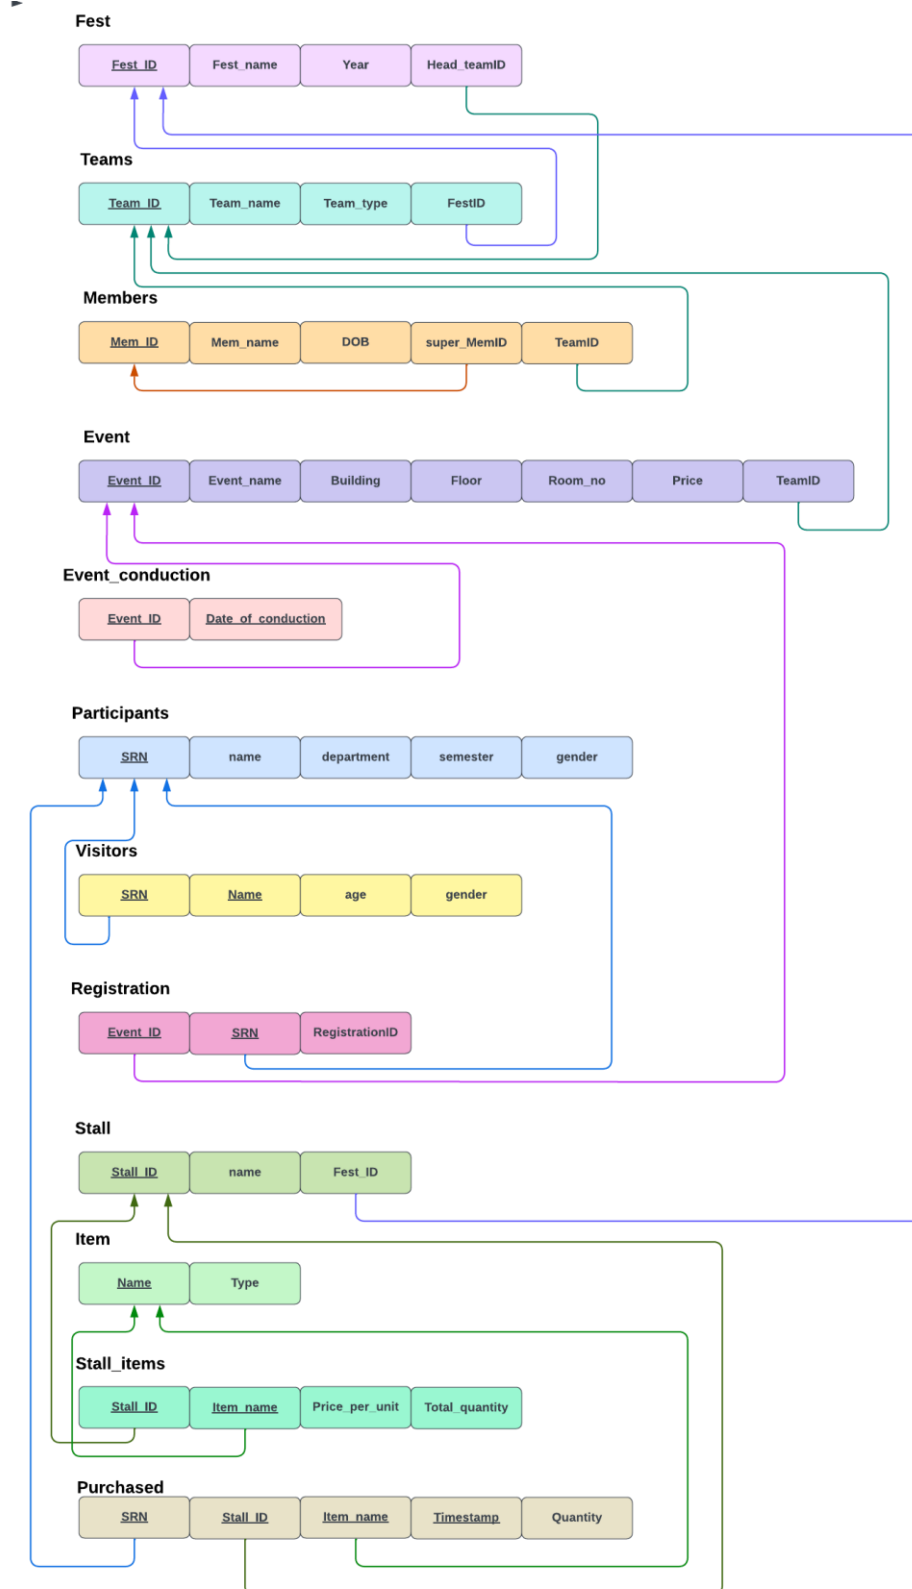 Fest
Fest_ID Fest_name Year Head_teamID
Teams
Team_ID Team_name Team_type FestID
Members
Mem_ID Mem_name DOB super_MemID TeamID
Event
Event_ID Event_name Building Floor Room_no Price TeamID
Event_conduction
Event_ID Date_of_conduction
Participants
SRN name department semester gender
Visitors
SRN Name age gender
Registration
Event_ID SRN RegistrationID
Stall
Stall_ID name Fest_ID
Item
Name Type
Stall_items
Stall_ID Item_name Price_per_unit Total_quantity
Purchased
SRN Stall_ID Item_name Timestamp Quantity